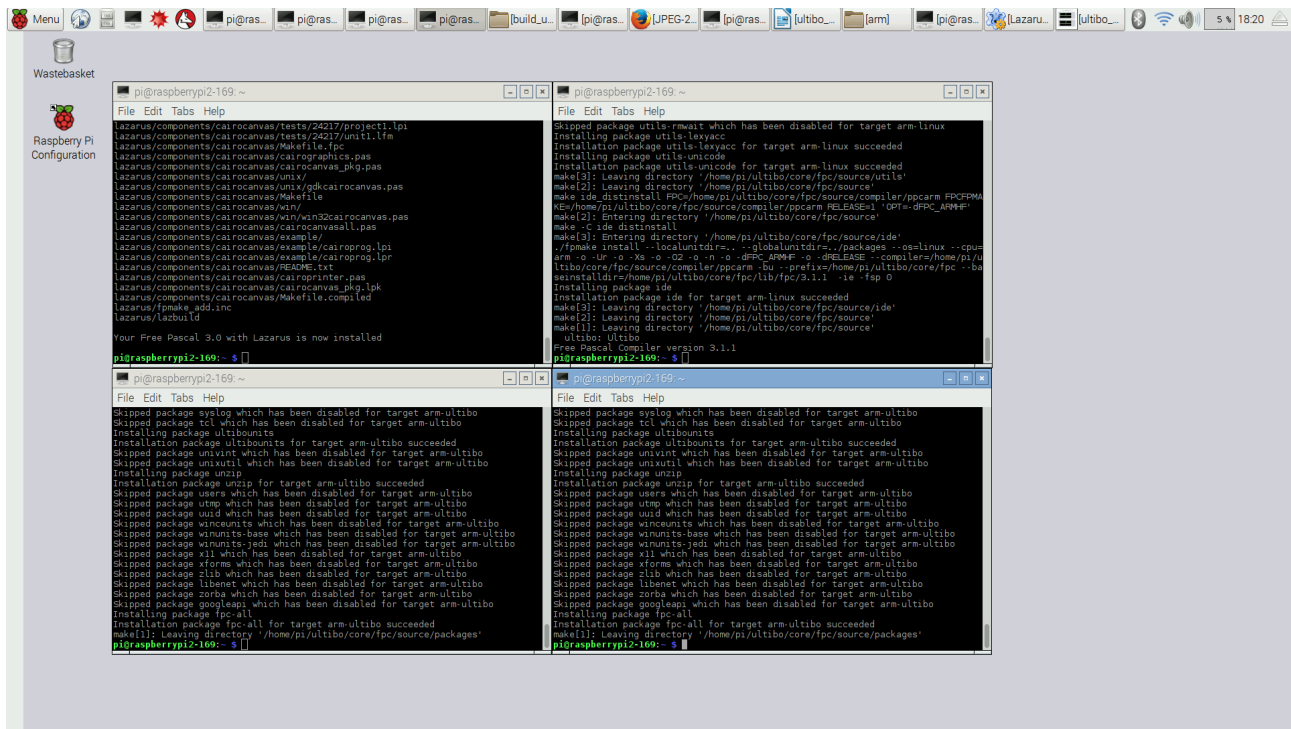 Menu pi@ras... pi@ras... pi@ras... pi@ras... [build_u... [pi@ras... [JPEG-2... [pi@ras... [ultibo_... [arm] [pi@ras... [Lazaru... [ultibo_... 5 % 18:20
Wastebasket
Raspberry Pi
Configuration
pi@raspberrypi2-169: ~
File Edit Tabs Help
lazarus/components/cairocanvas/tests/24217/project1.lpi
lazarus/components/cairocanvas/tests/24217/unit1.lfm
lazarus/components/cairocanvas/Makefile.fpc
lazarus/components/cairocanvas/cairographics.pas
lazarus/components/cairocanvas/cairocanvas_pkg.pas
lazarus/components/cairocanvas/unix/
lazarus/components/cairocanvas/unix/gdkcairocanvas.pas
lazarus/components/cairocanvas/Makefile
lazarus/components/cairocanvas/win/
lazarus/components/cairocanvas/win/win32cairocanvas.pas
lazarus/components/cairocanvas/cairocanvasall.pas
lazarus/components/cairocanvas/example/
lazarus/components/cairocanvas/example/cairoprog.lpi
lazarus/components/cairocanvas/example/cairoprog.lpr
lazarus/components/cairocanvas/README.txt
lazarus/components/cairocanvas/cairoprinter.pas
lazarus/components/cairocanvas/cairocanvas_pkg.lpk
lazarus/components/cairocanvas/Makefile.compiled
lazarus/fpmake_add.inc
lazarus/lazbuild
Your Free Pascal 3.0 with Lazarus is now installed
pi@raspberrypi2-169:~ $
pi@raspberrypi2-169: ~
File Edit Tabs Help
Skipped package utils-rmwait which has been disabled for target arm-linux
Installing package utils-lexyacc
Installation package utils-lexyacc for target arm-linux succeeded
Installing package utils-unicode
Installation package utils-unicode for target arm-linux succeeded
make[3]: Leaving directory '/home/pi/ultibo/core/fpc/source/utils'
make[2]: Leaving directory '/home/pi/ultibo/core/fpc/source'
make ide_distinstall FPC=/home/pi/ultibo/core/fpc/source/compiler/ppcarm FPCFPMA
KE=/home/pi/ultibo/core/fpc/source/compiler/ppcarm RELEASE=1 'OPT=-dFPC_ARMHF'
make[2]: Entering directory '/home/pi/ultibo/core/fpc/source'
make -C ide distinstall
make[3]: Entering directory '/home/pi/ultibo/core/fpc/source/ide'
./fpmake install --localunitdir=.. --globalunitdir=../packages --os=linux --cpu=
arm -o -Ur -o -Xs -o -O2 -o -n -o -dFPC_ARMHF -o -dRELEASE --compiler=/home/pi/u
ltibo/core/fpc/source/compiler/ppcarm -bu --prefix=/home/pi/ultibo/core/fpc --ba
seinstalldir=/home/pi/ultibo/core/fpc/lib/fpc/3.1.1 -ie -fsp 0
Installing package ide
Installation package ide for target arm-linux succeeded
make[3]: Leaving directory '/home/pi/ultibo/core/fpc/source/ide'
make[2]: Leaving directory '/home/pi/ultibo/core/fpc/source'
make[1]: Leaving directory '/home/pi/ultibo/core/fpc/source'
ultibo: Ultibo
Free Pascal Compiler version 3.1.1
pi@raspberrypi2-169:~ $
pi@raspberrypi2-169: ~
File Edit Tabs Help
Skipped package syslog which has been disabled for target arm-ultibo
Skipped package tcl which has been disabled for target arm-ultibo
Installing package ultibounits
Installation package ultibounits for target arm-ultibo succeeded
Skipped package univint which has been disabled for target arm-ultibo
Skipped package unixutil which has been disabled for target arm-ultibo
Installing package unzip
Installation package unzip for target arm-ultibo succeeded
Skipped package users which has been disabled for target arm-ultibo
Skipped package utmp which has been disabled for target arm-ultibo
Skipped package uuid which has been disabled for target arm-ultibo
Skipped package winceunits which has been disabled for target arm-ultibo
Skipped package winunits-base which has been disabled for target arm-ultibo
Skipped package winunits-jedi which has been disabled for target arm-ultibo
Skipped package x11 which has been disabled for target arm-ultibo
Skipped package xforms which has been disabled for target arm-ultibo
Skipped package zlib which has been disabled for target arm-ultibo
Skipped package libenet which has been disabled for target arm-ultibo
Skipped package zorba which has been disabled for target arm-ultibo
Skipped package googleapi which has been disabled for target arm-ultibo
Installing package fpc-all
Installation package fpc-all for target arm-ultibo succeeded
make[1]: Leaving directory '/home/pi/ultibo/core/fpc/source/packages'
pi@raspberrypi2-169:~ $
pi@raspberrypi2-169: ~
File Edit Tabs Help
Skipped package syslog which has been disabled for target arm-ultibo
Skipped package tcl which has been disabled for target arm-ultibo
Installing package ultibounits
Installation package ultibounits for target arm-ultibo succeeded
Skipped package univint which has been disabled for target arm-ultibo
Skipped package unixutil which has been disabled for target arm-ultibo
Installing package unzip
Installation package unzip for target arm-ultibo succeeded
Skipped package users which has been disabled for target arm-ultibo
Skipped package utmp which has been disabled for target arm-ultibo
Skipped package uuid which has been disabled for target arm-ultibo
Skipped package winceunits which has been disabled for target arm-ultibo
Skipped package winunits-base which has been disabled for target arm-ultibo
Skipped package winunits-jedi which has been disabled for target arm-ultibo
Skipped package x11 which has been disabled for target arm-ultibo
Skipped package xforms which has been disabled for target arm-ultibo
Skipped package zlib which has been disabled for target arm-ultibo
Skipped package libenet which has been disabled for target arm-ultibo
Skipped package zorba which has been disabled for target arm-ultibo
Skipped package googleapi which has been disabled for target arm-ultibo
Installing package fpc-all
Installation package fpc-all for target arm-ultibo succeeded
make[1]: Leaving directory '/home/pi/ultibo/core/fpc/source/packages'
pi@raspberrypi2-169:~ $